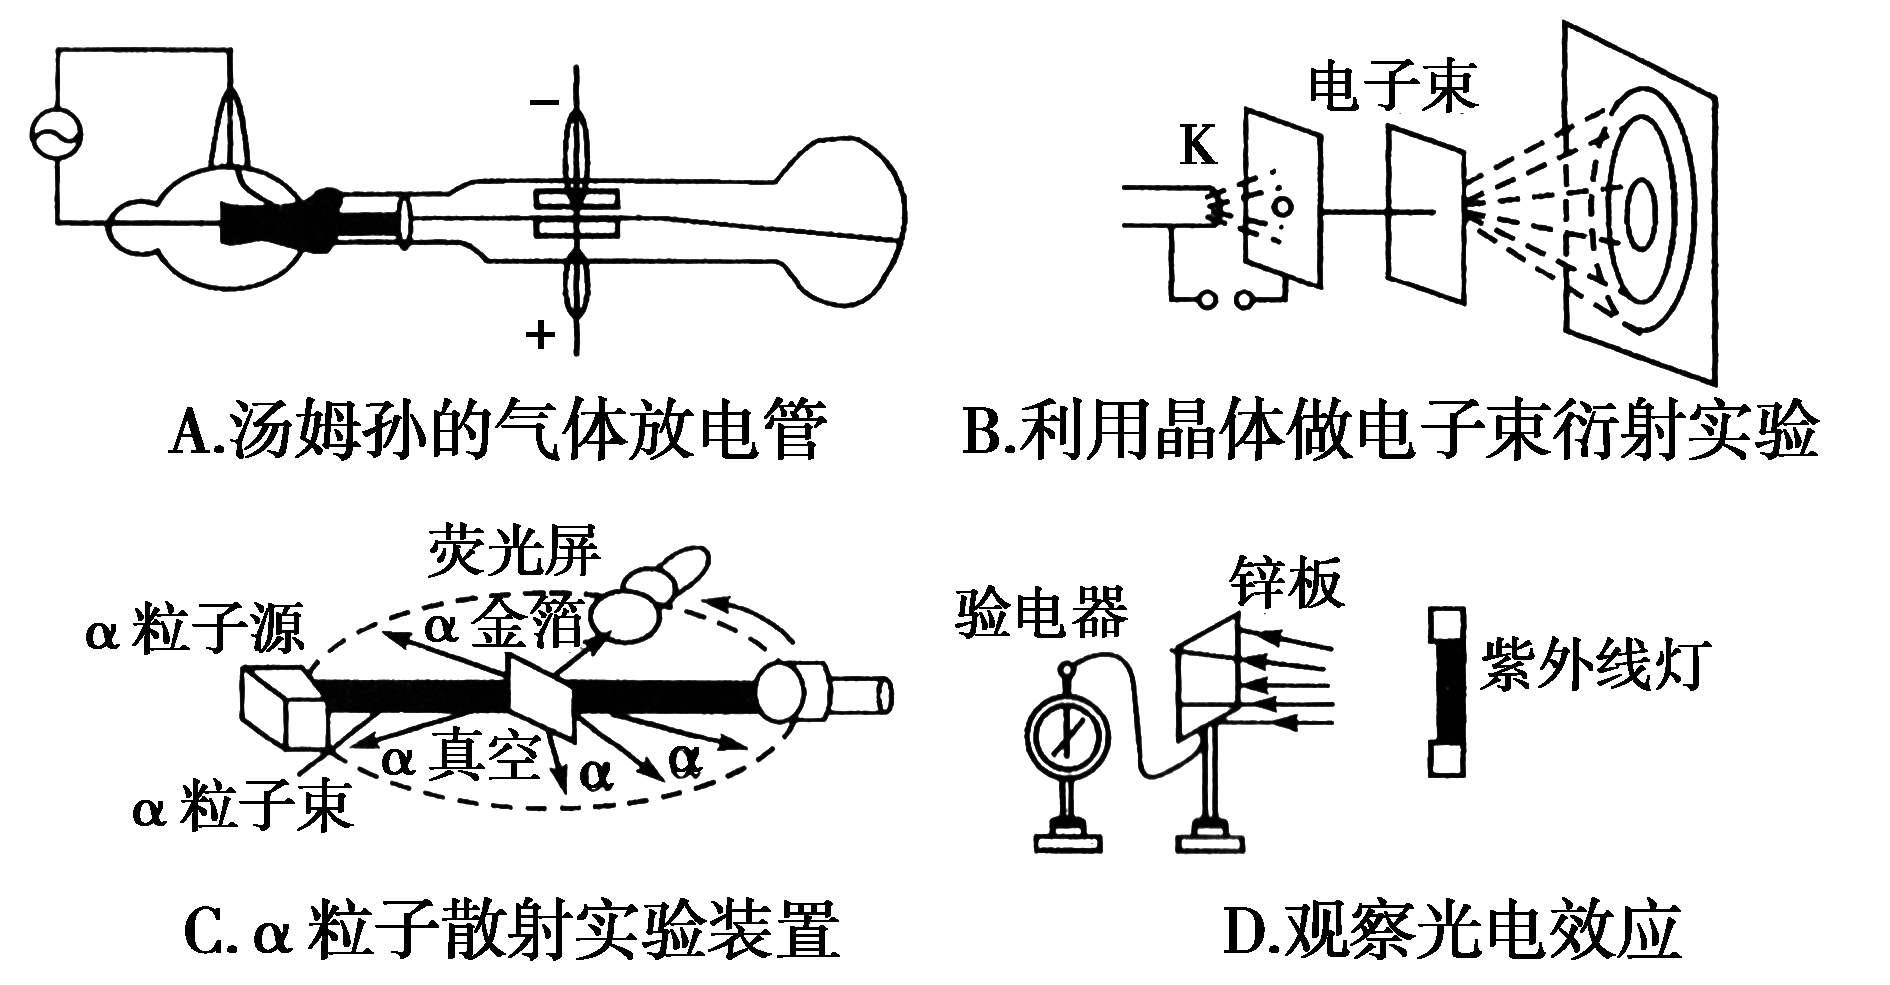 −
+
A.汤姆孙的气体放电管
电子束
K
B.利用晶体做电子束衍射实验
荧光屏
α粒子源
α金箔
α真空
α
α
α粒子束
C.α粒子散射实验装置
验电器
锌板
紫外线灯
D.观察光电效应